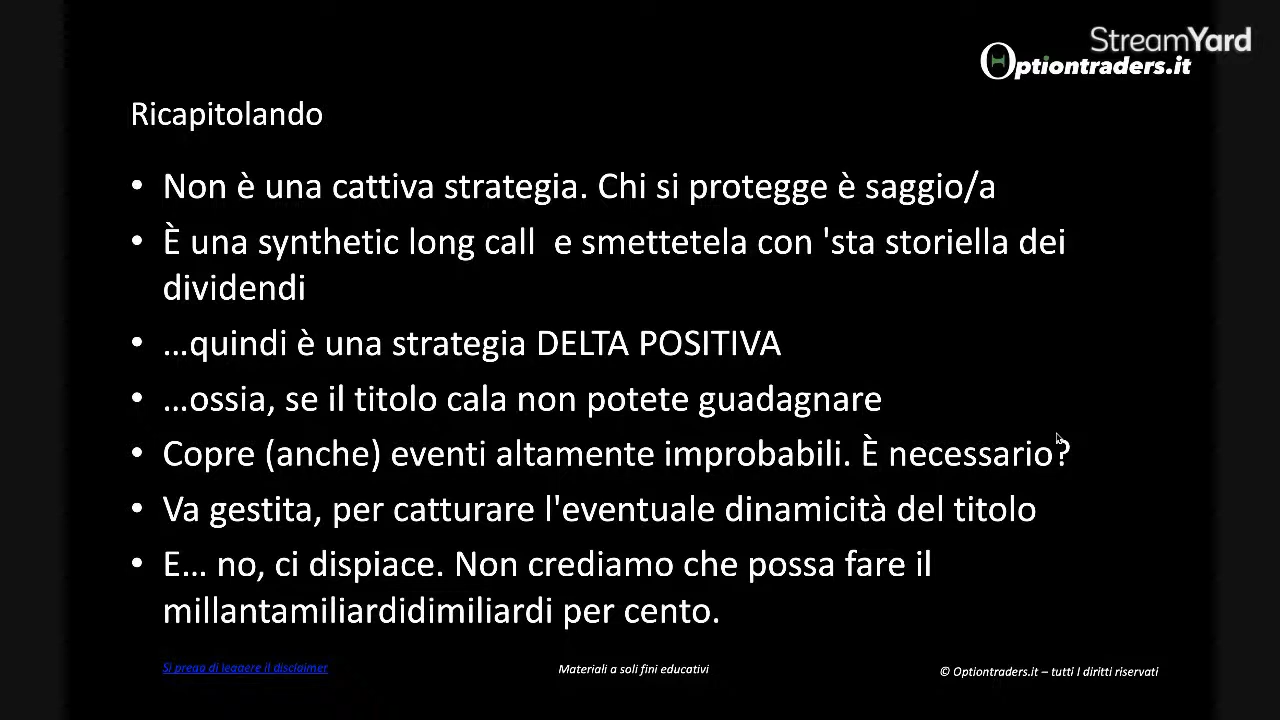 StreamYard
Optiontraders.it
Ricapitolando
• Non è una cattiva strategia. Chi si protegge è saggio/a
• È una synthetic long call e smettetela con 'sta storiella dei
dividendi
• …quindi è una strategia DELTA POSITIVA
• …ossia, se il titolo cala non potete guadagnare
• Copre (anche) eventi altamente improbabili. È necessario?
• Va gestita, per catturare l'eventuale dinamicità del titolo
• E… no, ci dispiace. Non crediamo che possa fare il
millantamiliardidimiliardi per cento.
Si prega di leggere il disclaimer
Materiali a soli fini educativi
© Optiontraders.it – tutti I diritti riservati